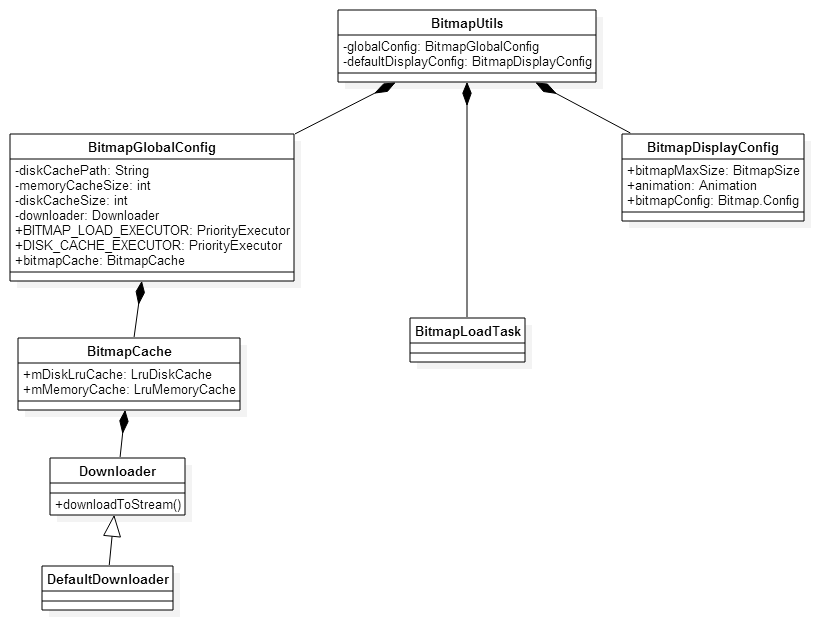 BitmapUtils
-globalConfig: BitmapGlobalConfig
-defaultDisplayConfig: BitmapDisplayConfig
BitmapGlobalConfig
-diskCachePath: String
-memoryCacheSize: int
-diskCacheSize: int
-downloader: Downloader
+BITMAP_LOAD_EXECUTOR: PriorityExecutor
+DISK_CACHE_EXECUTOR: PriorityExecutor
+bitmapCache: BitmapCache
BitmapDisplayConfig
+bitmapMaxSize: BitmapSize
+animation: Animation
+bitmapConfig: Bitmap.Config
BitmapLoadTask
BitmapCache
+mDiskLruCache: LruDiskCache
+mMemoryCache: LruMemoryCache
Downloader
+downloadToStream()
DefaultDownloader